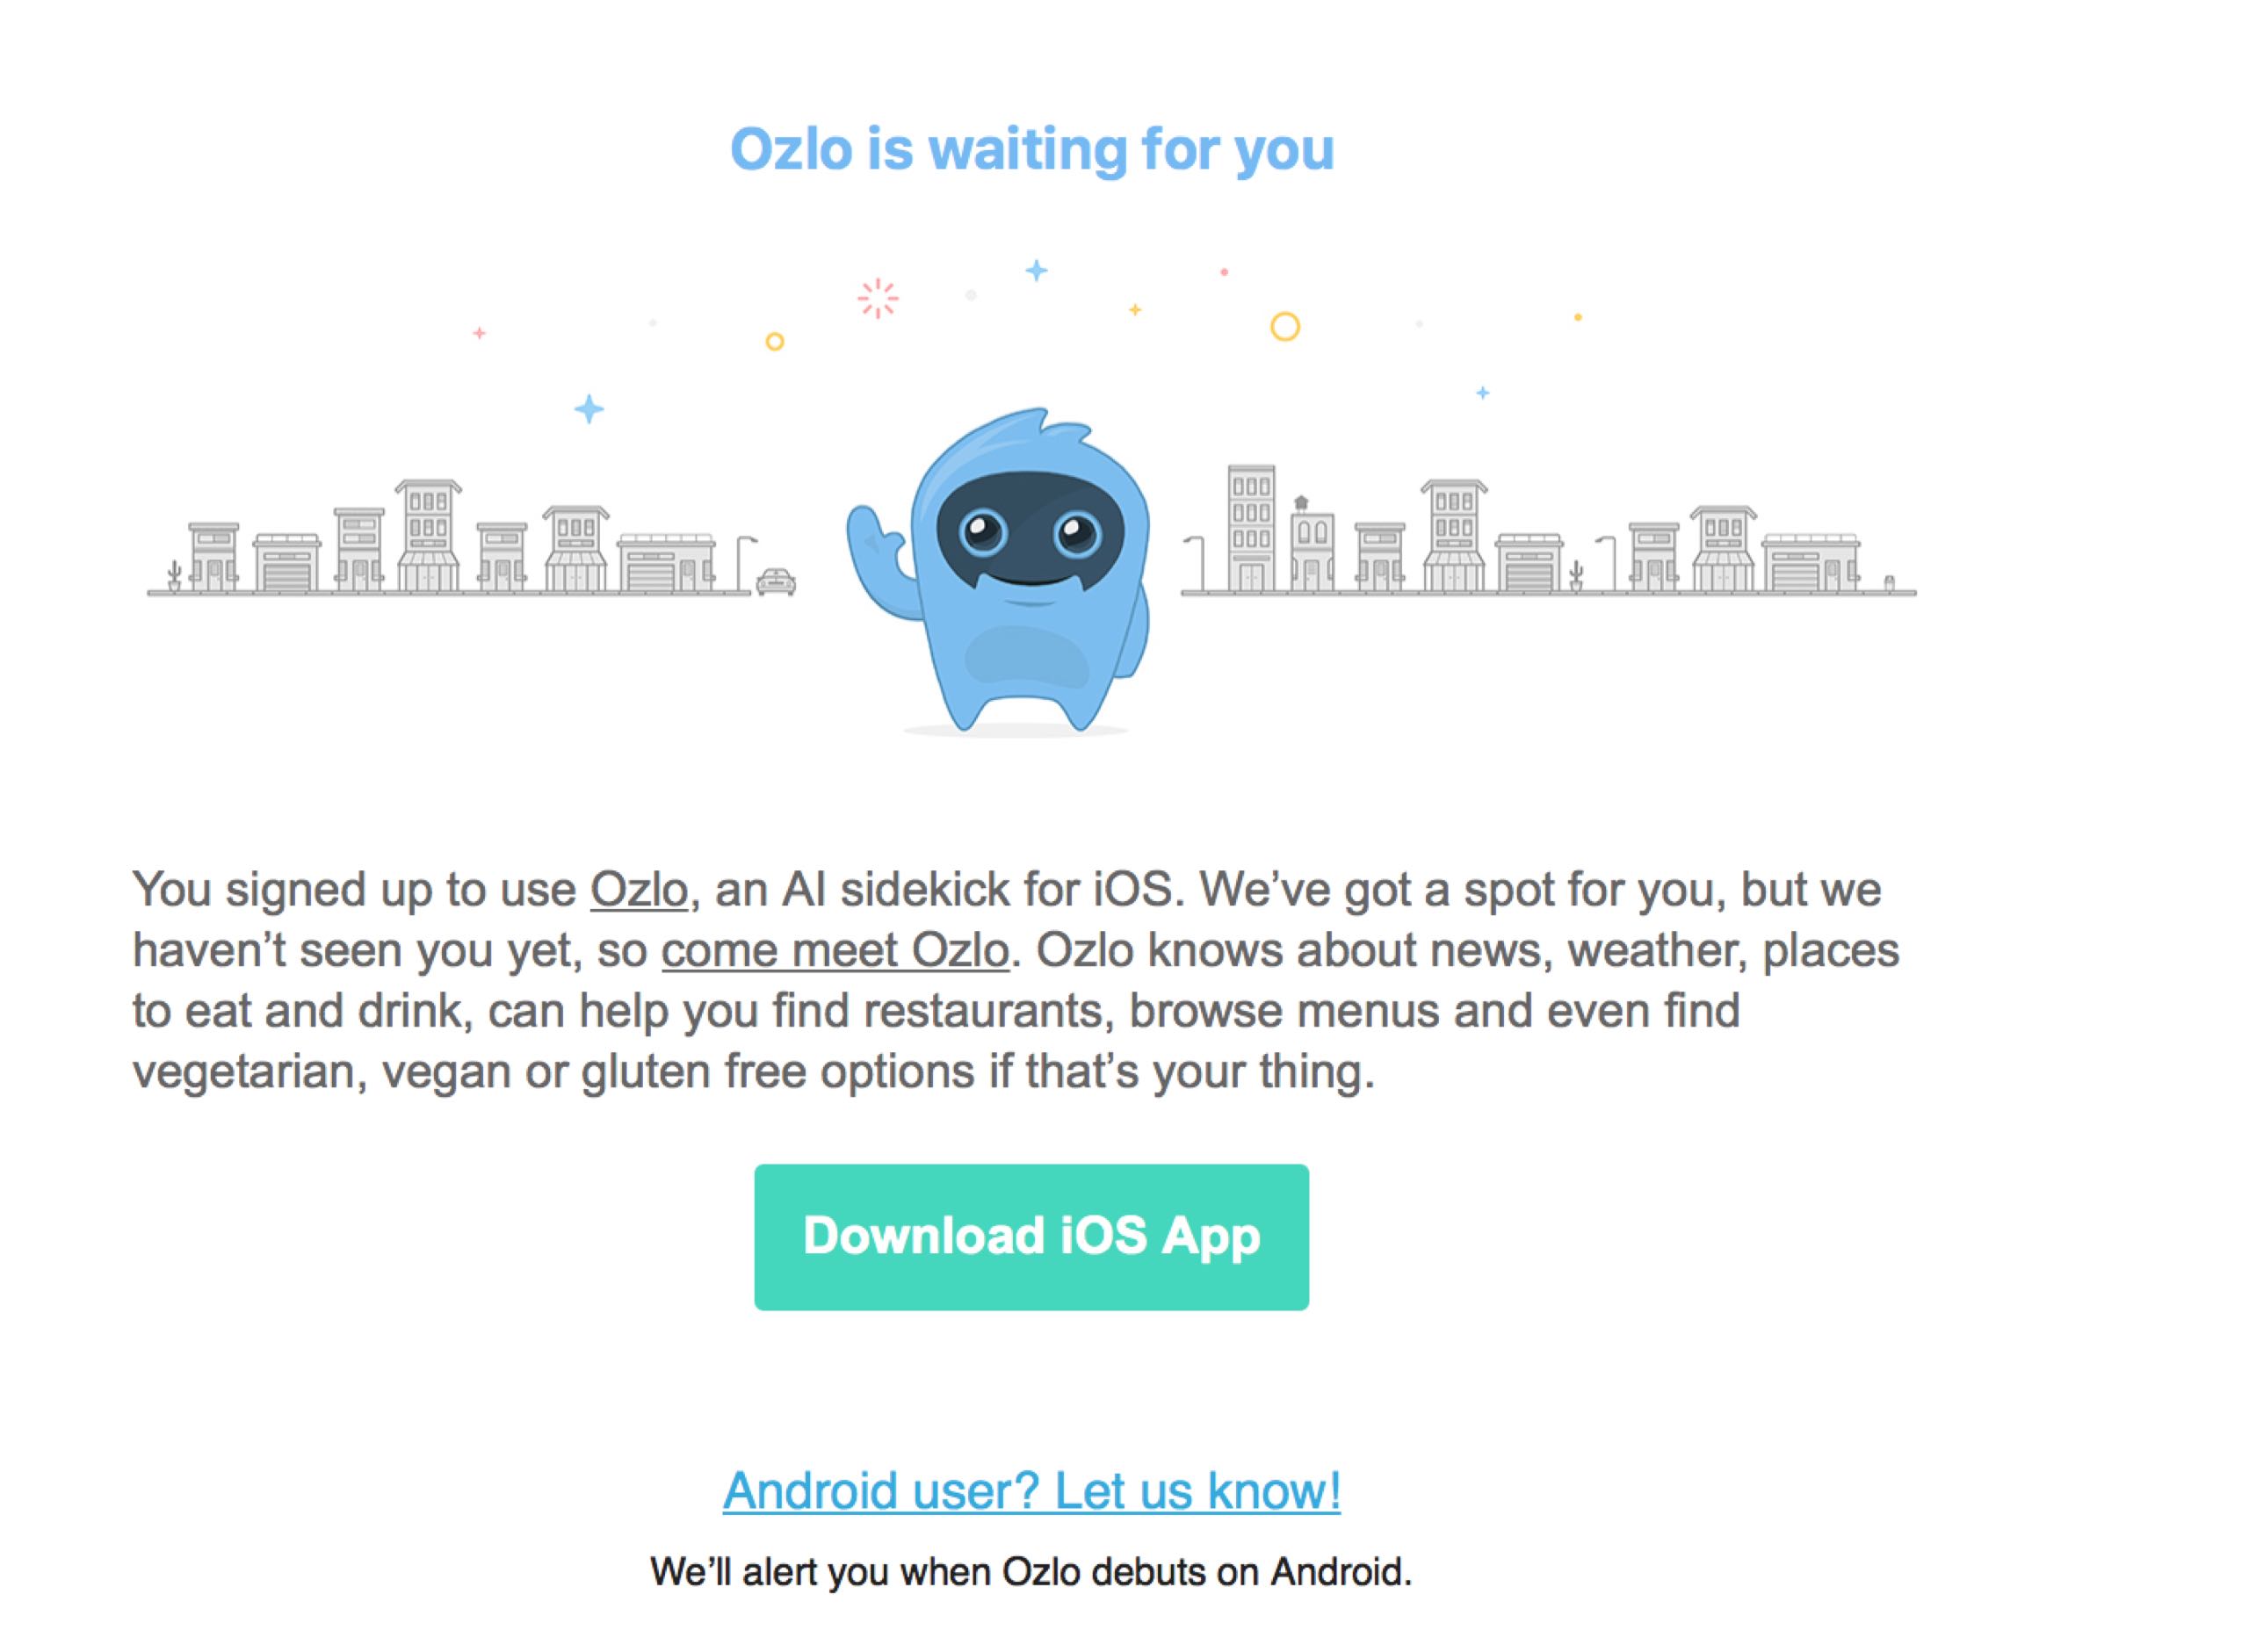 Ozlo is waiting for you
You signed up to use Ozlo, an AI sidekick for iOS. We’ve got a spot for you, but we
haven’t seen you yet, so come meet Ozlo. Ozlo knows about news, weather, places
to eat and drink, can help you find restaurants, browse menus and even find
vegetarian, vegan or gluten free options if that’s your thing.
Download iOS App
Android user? Let us know!
We’ll alert you when Ozlo debuts on Android.